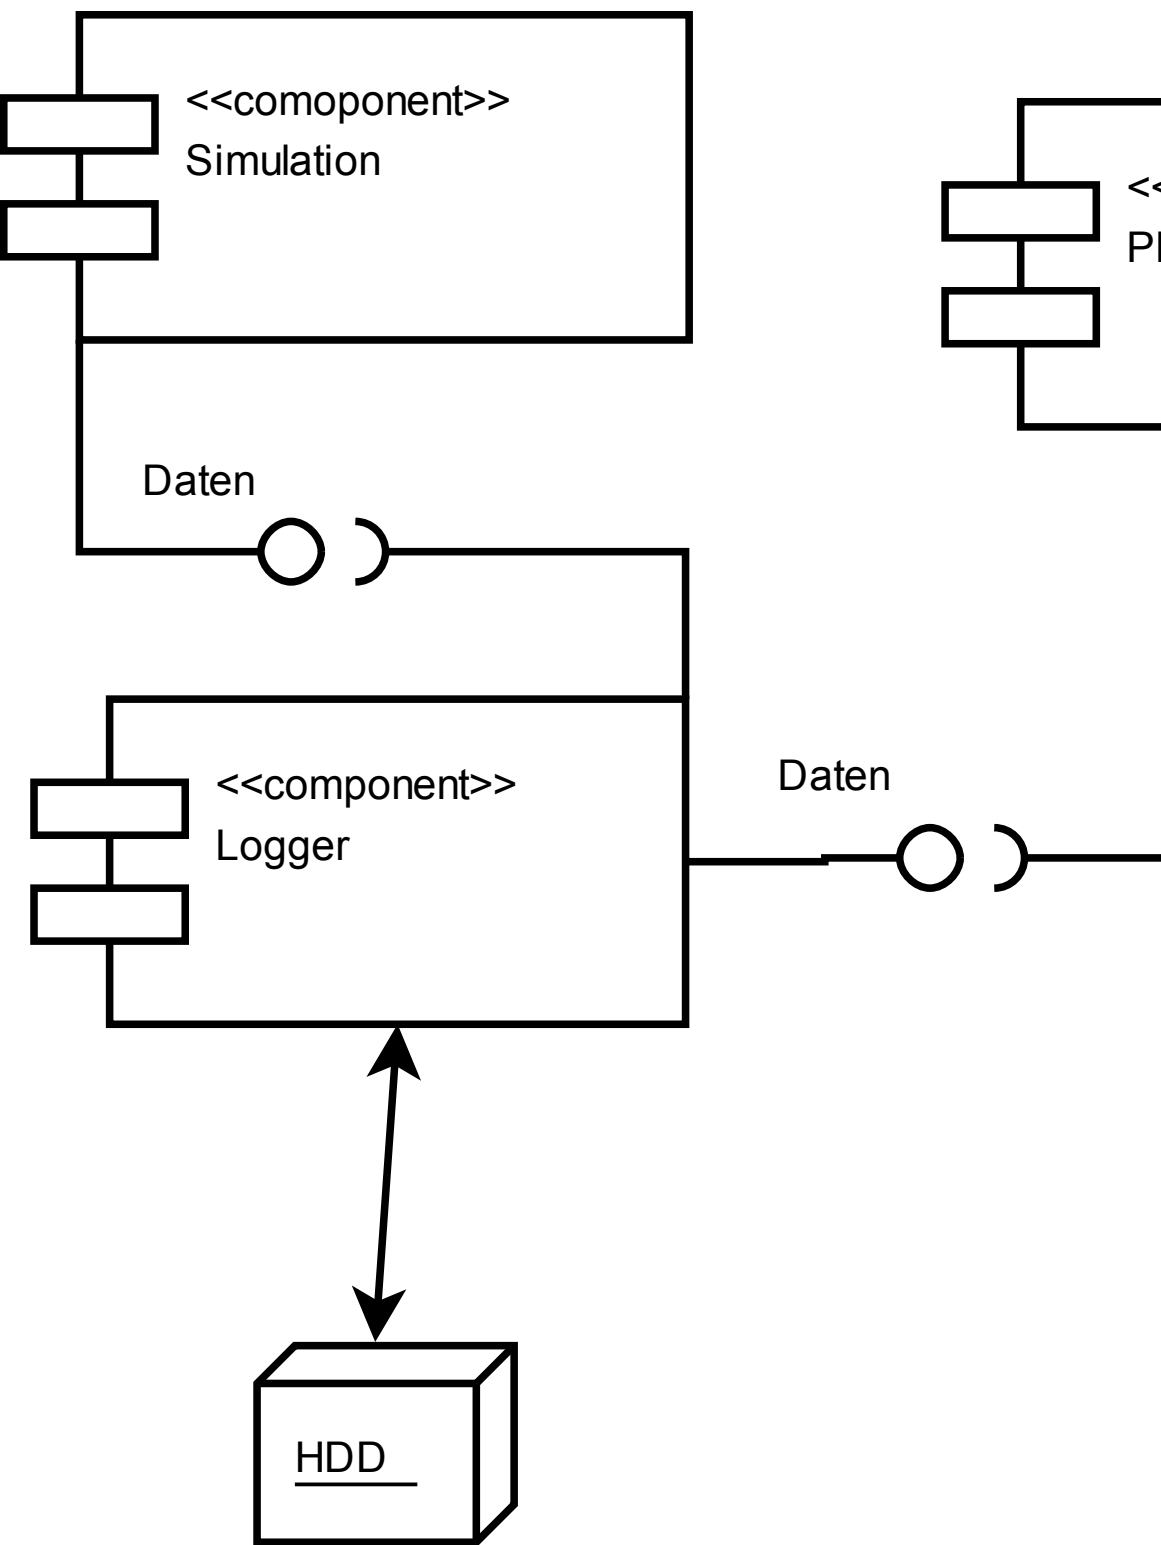 <<comoponent>>
Simulation
Daten
<<component>>
Logger
Daten
HDD